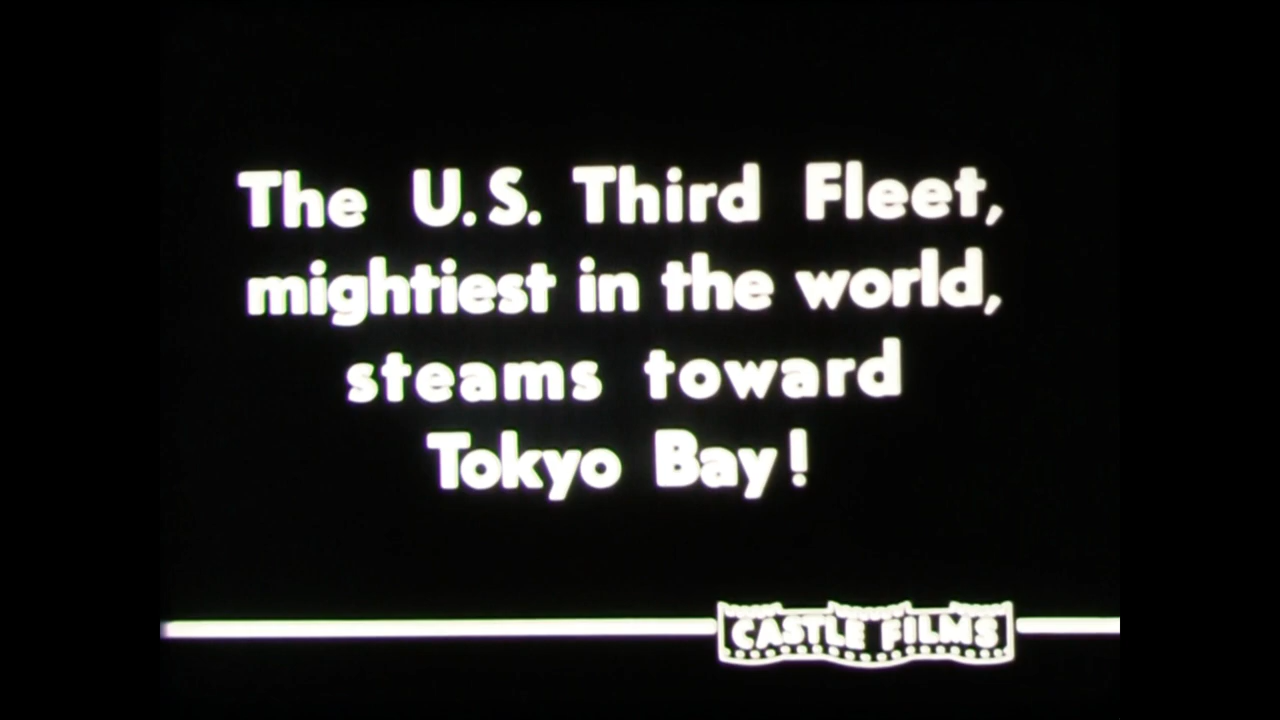 The U.S. Third Fleet,
mightiest in the world,
steams toward
Tokyo Bay!
CASTLE FILMS